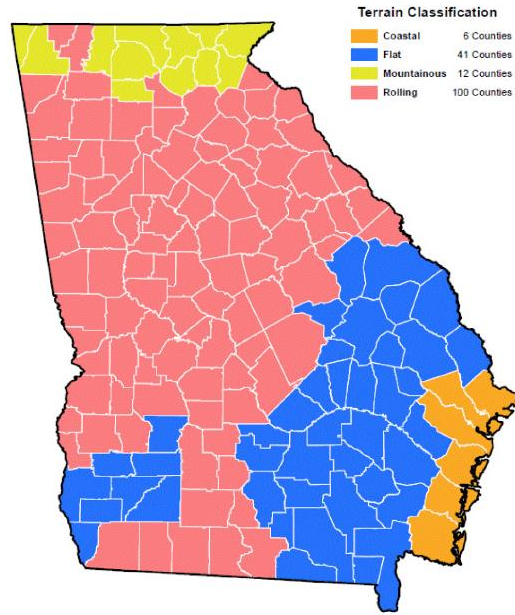 Terrain Classification
Coastal 6 Counties
Flat 41 Counties
Mountainous 12 Counties
Rolling 100 Counties